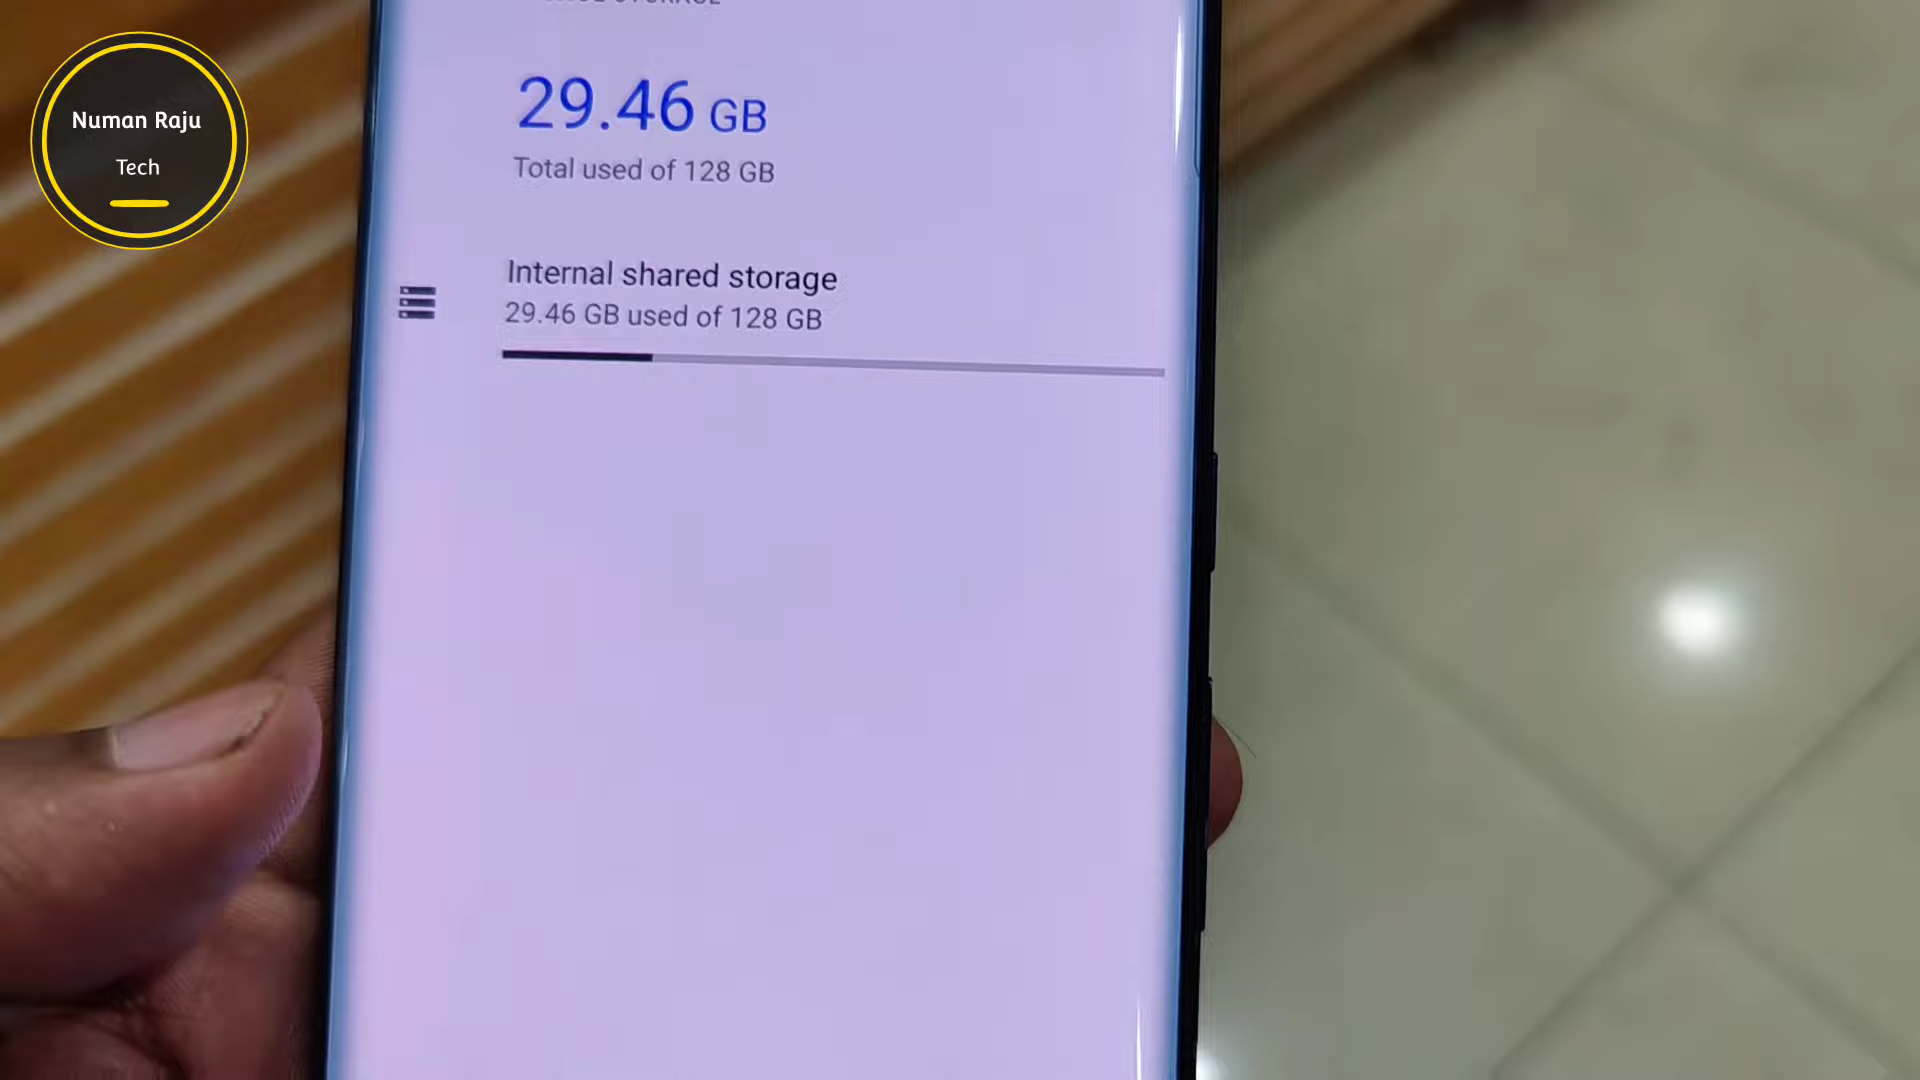 Numan Raju
Tech
STORAGE
29.46 GB
Total used of 128 GB
Internal shared storage
29.46 GB used of 128 GB